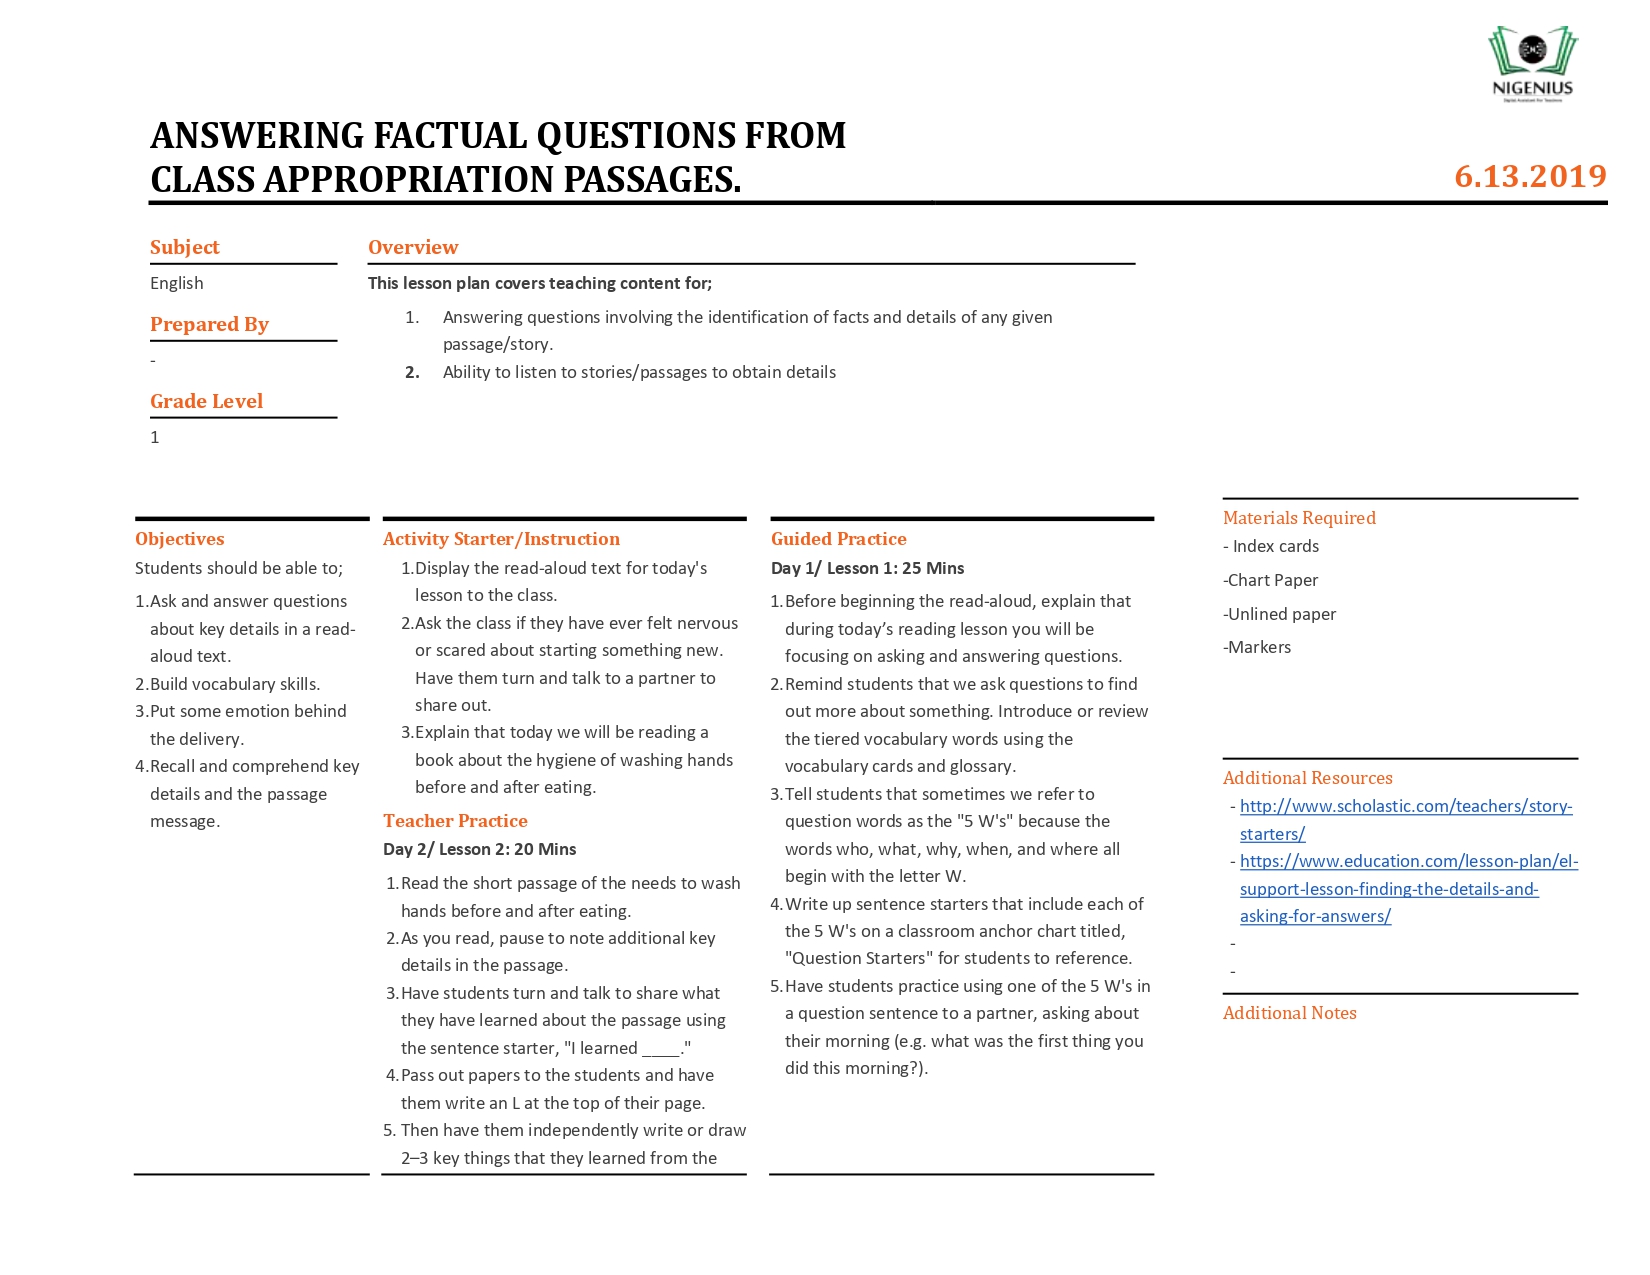 NIGENIUS
Digital Assistant For Teachers
ANSWERING FACTUAL QUESTIONS FROM
CLASS APPROPRIATION PASSAGES.
6.13.2019
Subject
English
Prepared By
-
Grade Level
1
Overview
This lesson plan covers teaching content for;
1. Answering questions involving the identification of facts and details of any given
passage/story.
2. Ability to listen to stories/passages to obtain details
Objectives
Students should be able to;
1.Ask and answer questions
about key details in a read-
aloud text.
2.Build vocabulary skills.
3.Put some emotion behind
the delivery.
4.Recall and comprehend key
details and the passage
message.
Activity Starter/Instruction
1.Display the read-aloud text for today's
lesson to the class.
2.Ask the class if they have ever felt nervous
or scared about starting something new.
Have them turn and talk to a partner to
share out.
3.Explain that today we will be reading a
book about the hygiene of washing hands
before and after eating.
Teacher Practice
Day 2/ Lesson 2: 20 Mins
1.Read the short passage of the needs to wash
hands before and after eating.
2.As you read, pause to note additional key
details in the passage.
3.Have students turn and talk to share what
they have learned about the passage using
the sentence starter, "I learned ____."
4.Pass out papers to the students and have
them write an L at the top of their page.
5. Then have them independently write or draw
2–3 key things that they learned from the
Guided Practice
Day 1/ Lesson 1: 25 Mins
1.Before beginning the read-aloud, explain that
during today’s reading lesson you will be
focusing on asking and answering questions.
2.Remind students that we ask questions to find
out more about something. Introduce or review
the tiered vocabulary words using the
vocabulary cards and glossary.
3.Tell students that sometimes we refer to
question words as the "5 W's" because the
words who, what, why, when, and where all
begin with the letter W.
4.Write up sentence starters that include each of
the 5 W's on a classroom anchor chart titled,
"Question Starters" for students to reference.
5.Have students practice using one of the 5 W's in
a question sentence to a partner, asking about
their morning (e.g. what was the first thing you
did this morning?).
Materials Required
- Index cards
-Chart Paper
-Unlined paper
-Markers
Additional Resources
- http://www.scholastic.com/teachers/story-
starters/
- https://www.education.com/lesson-plan/el-
support-lesson-finding-the-details-and-
asking-for-answers/
-
-
Additional Notes